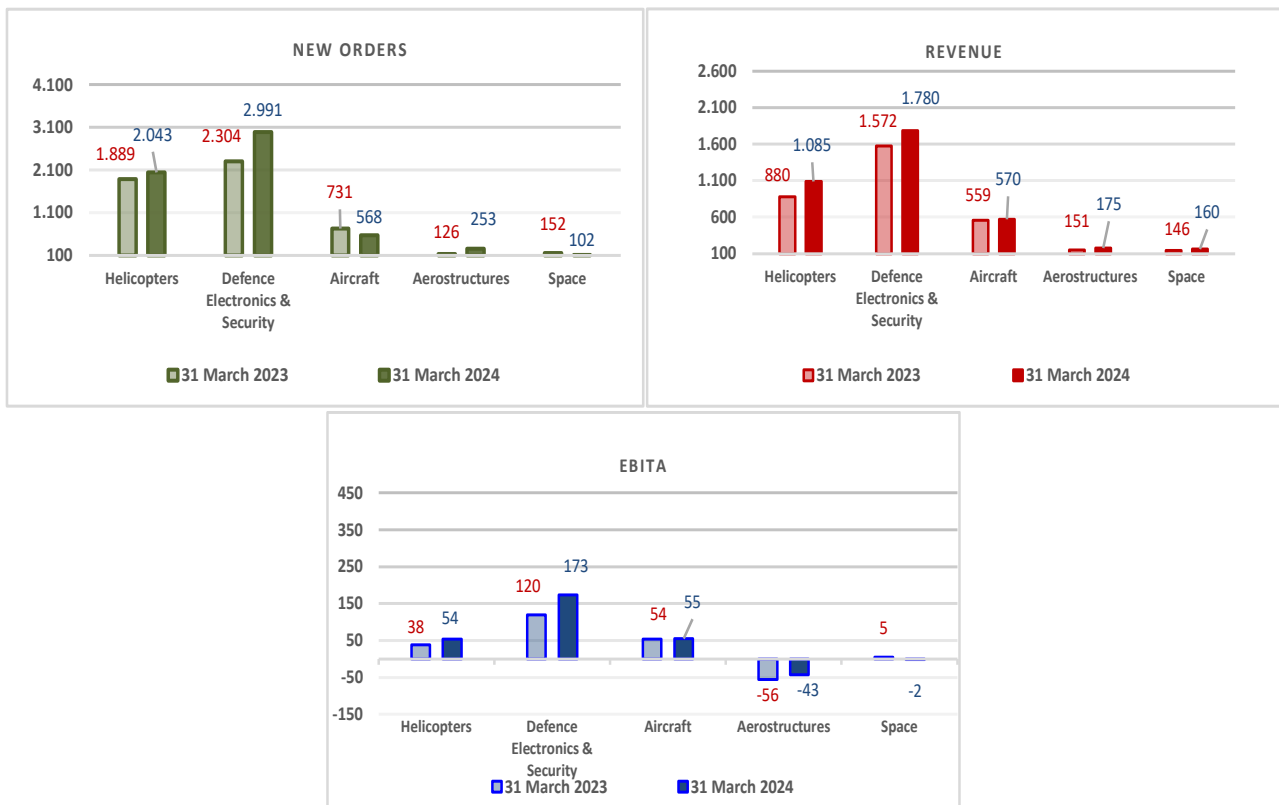 NEW ORDERS
4.100
3.100
2.100
1.100
100
1.889
2.043
2.304
2.991
731
568
126
253
152
102
Helicopters
Defence
Electronics &
Security
Aircraft
Aerostructures
Space
31 March 2023
31 March 2024
REVENUE
2.600
2.100
1.600
1.100
600
100
880
1.085
1.572
1.780
559
570
151
175
146
160
Helicopters
Defence
Electronics &
Security
Aircraft
Aerostructures
Space
31 March 2023
31 March 2024
EBITA
450
350
250
150
50
-50
-150
38
54
120
173
54
55
-56
-43
5
-2
Helicopters
Defence
Electronics &
Security
Aircraft
Aerostructures
Space
31 March 2023
31 March 2024